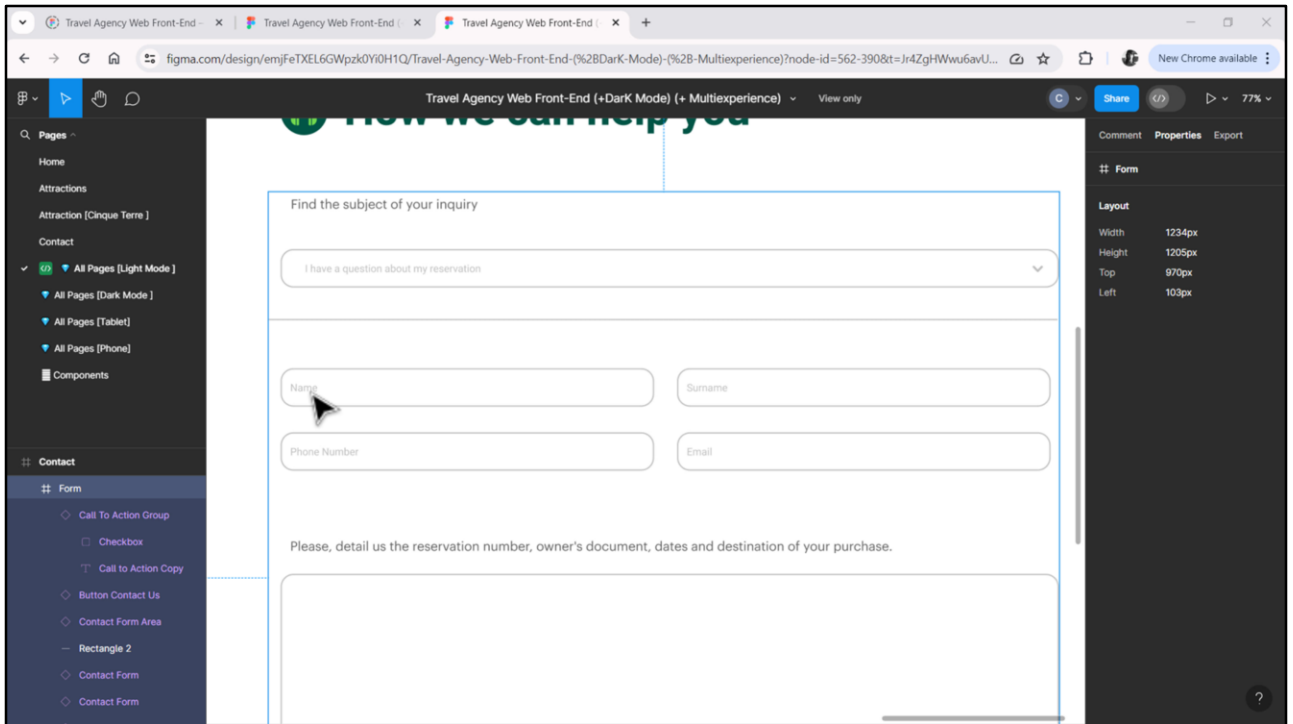 Travel Agency Web Front-End -
Travel Agency Web Front-End (
Travel Agency Web Front-End (
figma.com/design/emjFeTXEL6GWpzk0Yi0H1Q/Travel-Agency-Web-Front-End-(%2BDarK-Mode)-(%2B-Multiexperience)?node-id=562-390&t=Jr4ZgHWwu6avU...
New Chrome available
Travel Agency Web Front-End (+DarK Mode) (+ Multiexperience)
View only
C
Share
77%
Pages
Home
Attractions
Attraction [Cinque Terre ]
Contact
All Pages [Light Mode ]
All Pages [Dark Mode ]
All Pages [Tablet]
All Pages [Phone]
Components
Contact
Form
Call To Action Group
Checkbox
Call to Action Copy
Button Contact Us
Contact Form Area
Rectangle 2
Contact Form
Contact Form
How we can help you
Find the subject of your inquiry
I have a question about my reservation
Name
Surname
Phone Number
Email
Please, detail us the reservation number, owner's document, dates and destination of your purchase.
Comment
Properties
Export
Form
Layout
Width 1234px
Height 1205px
Top 970px
Left 103px
?